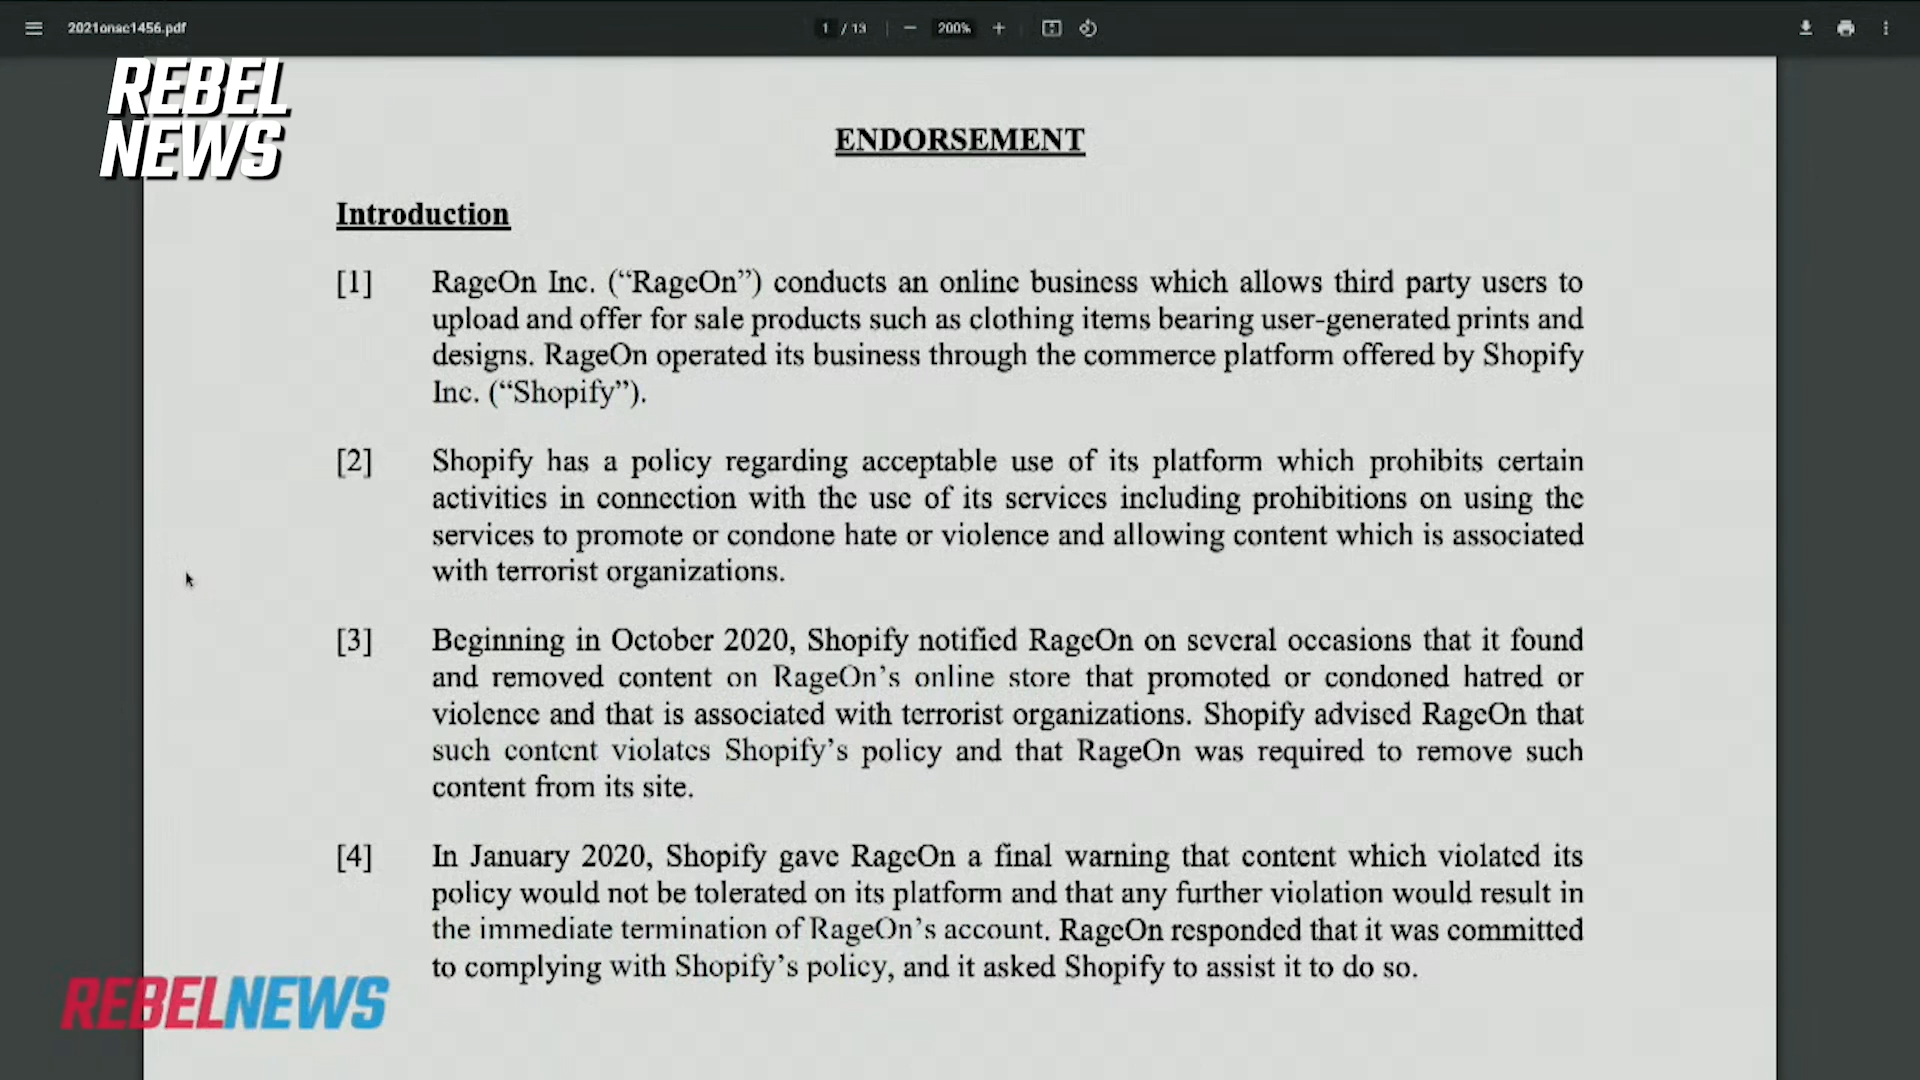 2021onsc1456.pdf
1 / 13
200%
REBEL
NEWS
ENDORSEMENT
Introduction
[1] RageOn Inc. (“RageOn”) conducts an online business which allows third party users to
upload and offer for sale products such as clothing items bearing user-generated prints and
designs. RageOn operated its business through the commerce platform offered by Shopify
Inc. (“Shopify”).
[2] Shopify has a policy regarding acceptable use of its platform which prohibits certain
activities in connection with the use of its services including prohibitions on using the
services to promote or condone hate or violence and allowing content which is associated
with terrorist organizations.
[3] Beginning in October 2020, Shopify notified RageOn on several occasions that it found
and removed content on RageOn’s online store that promoted or condoned hatred or
violence and that is associated with terrorist organizations. Shopify advised RageOn that
such content violates Shopify’s policy and that RageOn was required to remove such
content from its site.
[4] In January 2020, Shopify gave RageOn a final warning that content which violated its
policy would not be tolerated on its platform and that any further violation would result in
the immediate termination of RageOn’s account. RageOn responded that it was committed
to complying with Shopify’s policy, and it asked Shopify to assist it to do so.
REBELNEWS